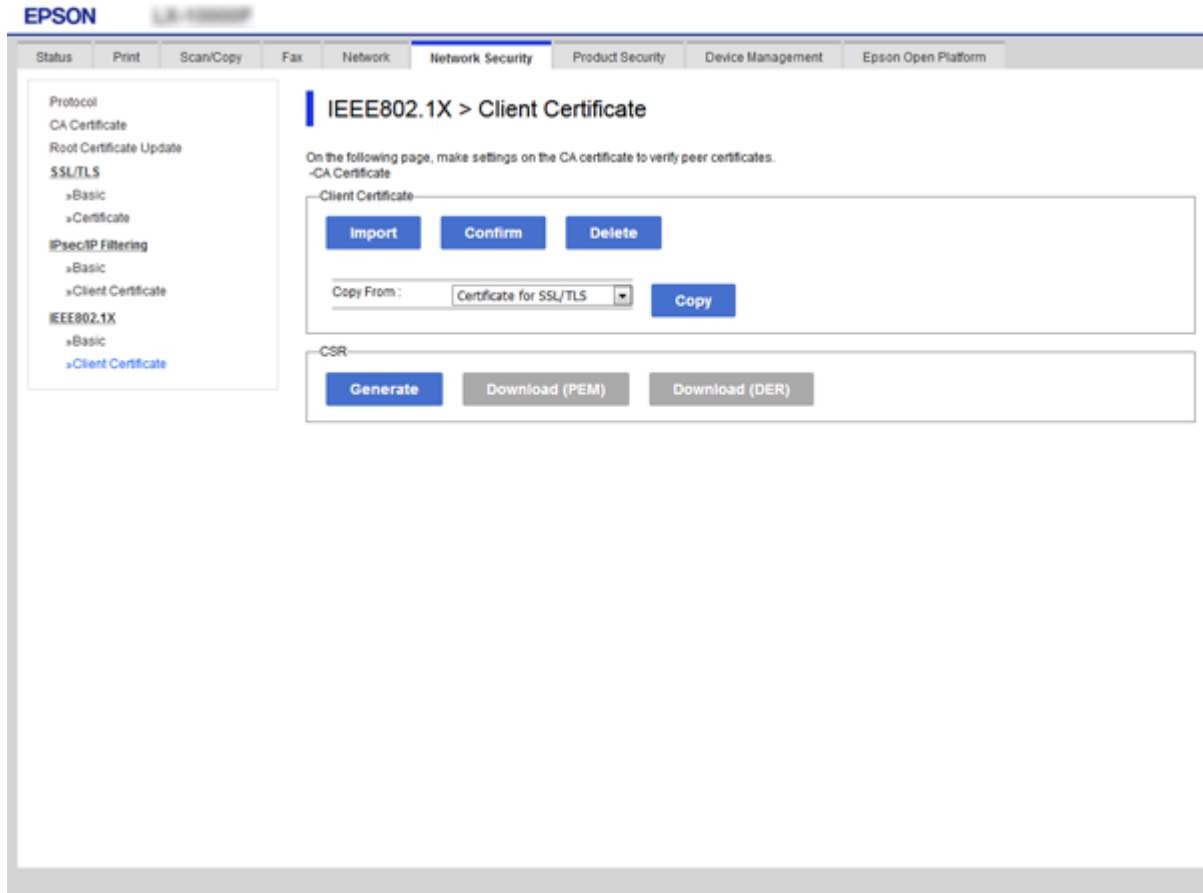 EPSON
Status Print Scan/Copy Fax Network Network Security Product Security Device Management Epson Open Platform
Protocol
CA Certificate
Root Certificate Update
SSL/TLS
»Basic
»Certificate
IPsec/IP Filtering
»Basic
»Client Certificate
IEEE802.1X
»Basic
»Client Certificate
IEEE802.1X > Client Certificate
On the following page, make settings on the CA certificate to verify peer certificates.
-CA Certificate
Client Certificate
Import Confirm Delete
Copy From : Certificate for SSL/TLS Copy
CSR
Generate Download (PEM) Download (DER)